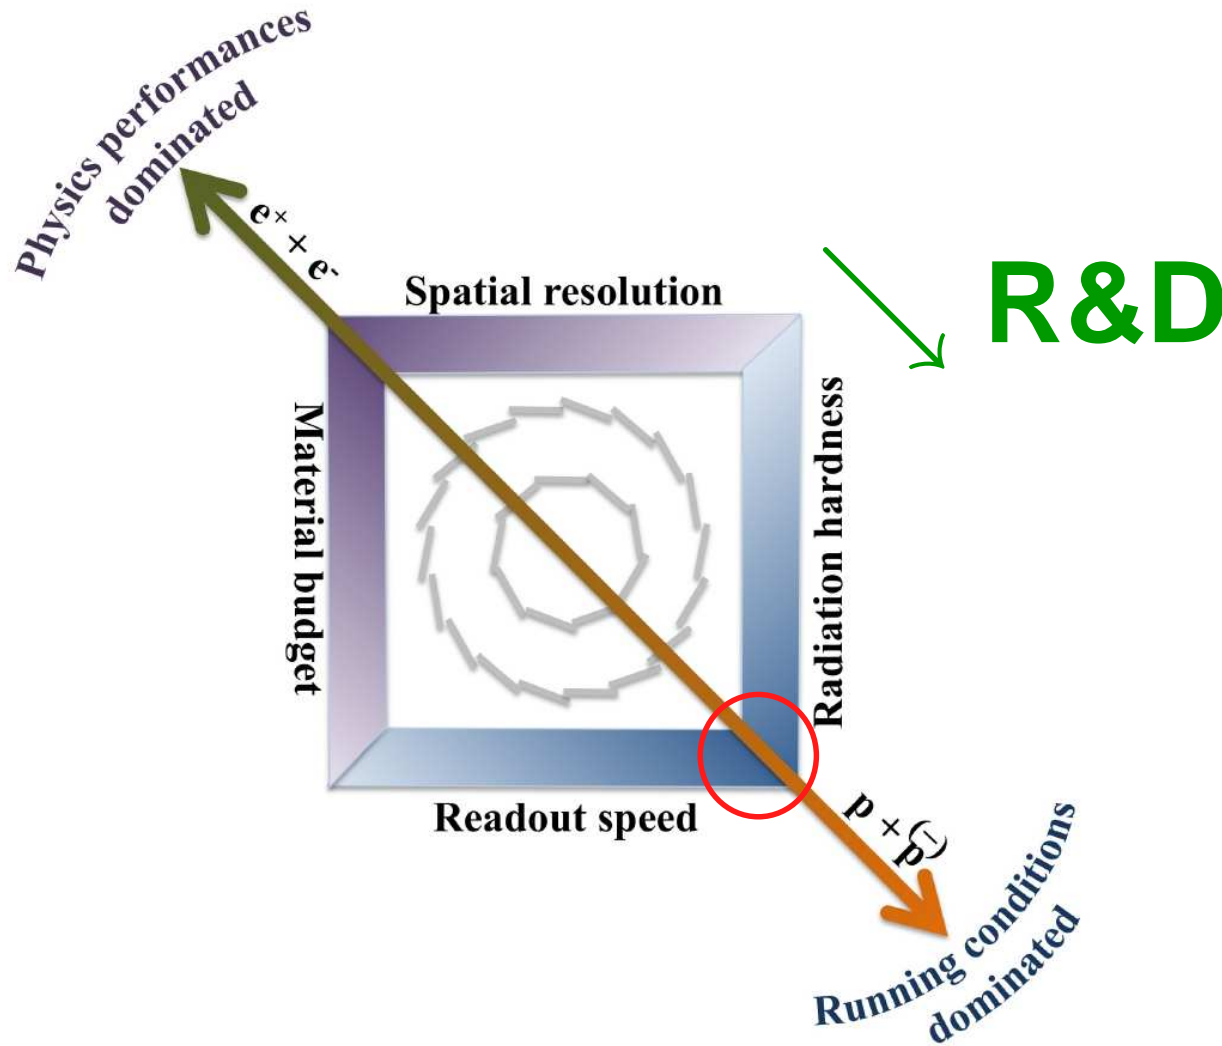 Physics performances
dominated
e⁺ + e⁻
Spatial resolution
R&D
Material budget
Radiation hardness
Readout speed
p + p⁽⁻⁾
Running conditions
dominated